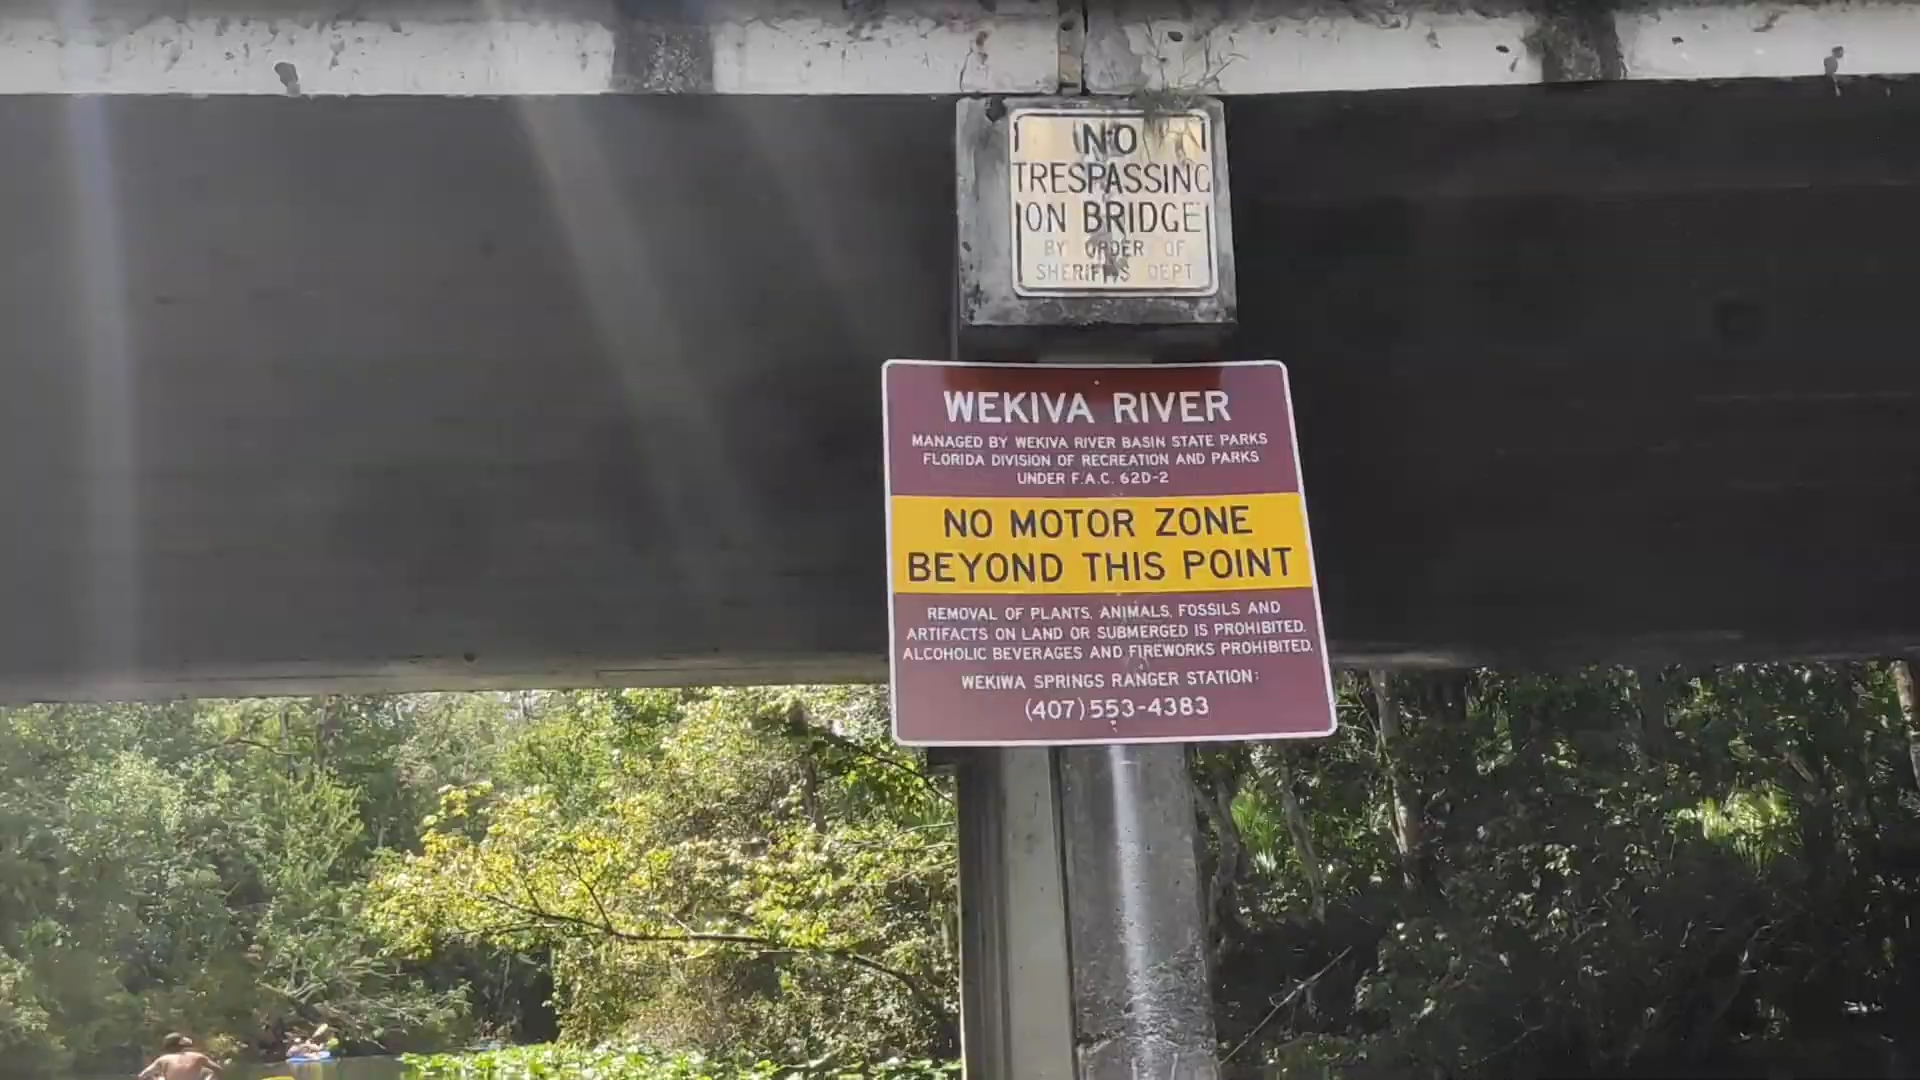 NO
TRESPASSING
ON BRIDGE
BY ORDER OF
SHERIFF'S DEPT
WEKIVA RIVER
MANAGED BY WEKIVA RIVER BASIN STATE PARKS
FLORIDA DIVISION OF RECREATION AND PARKS
UNDER F.A.C. 62D-2
NO MOTOR ZONE
BEYOND THIS POINT
REMOVAL OF PLANTS, ANIMALS, FOSSILS AND
ARTIFACTS ON LAND OR SUBMERGED IS PROHIBITED.
ALCOHOLIC BEVERAGES AND FIREWORKS PROHIBITED.
WEKIWA SPRINGS RANGER STATION:
(407)553-4383